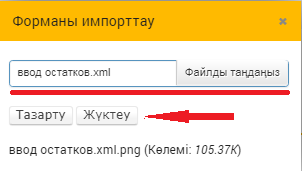 Форманы импорттау
ввод остатков.xml Файлды таңдаңыз
Тазарту Жүктеу
ввод остатков.xml.png (Көлемі: 105.37K)